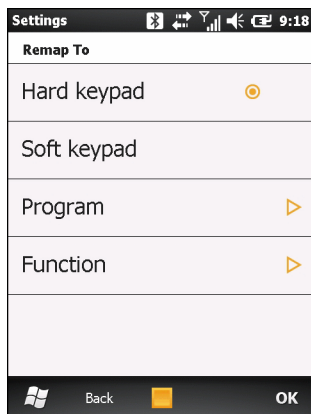 Settings 9:18
Remap To
Hard keypad
Soft keypad
Program
Function
Back OK